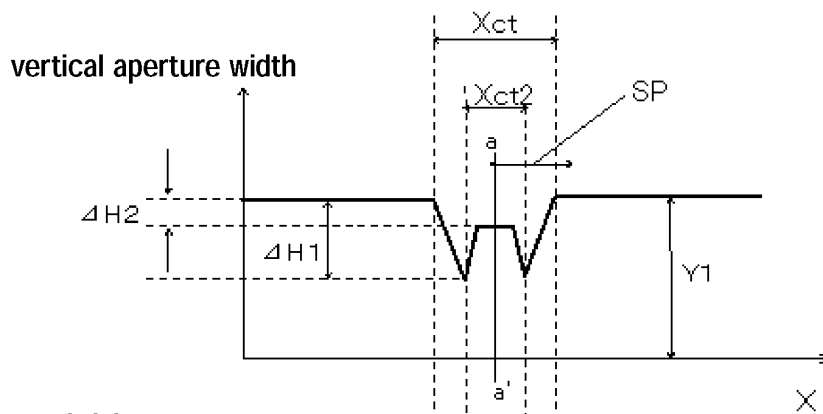 Xct
vertical aperture width
Xct2
SP
a
⊿H2
⊿H1
Y1
X
a'